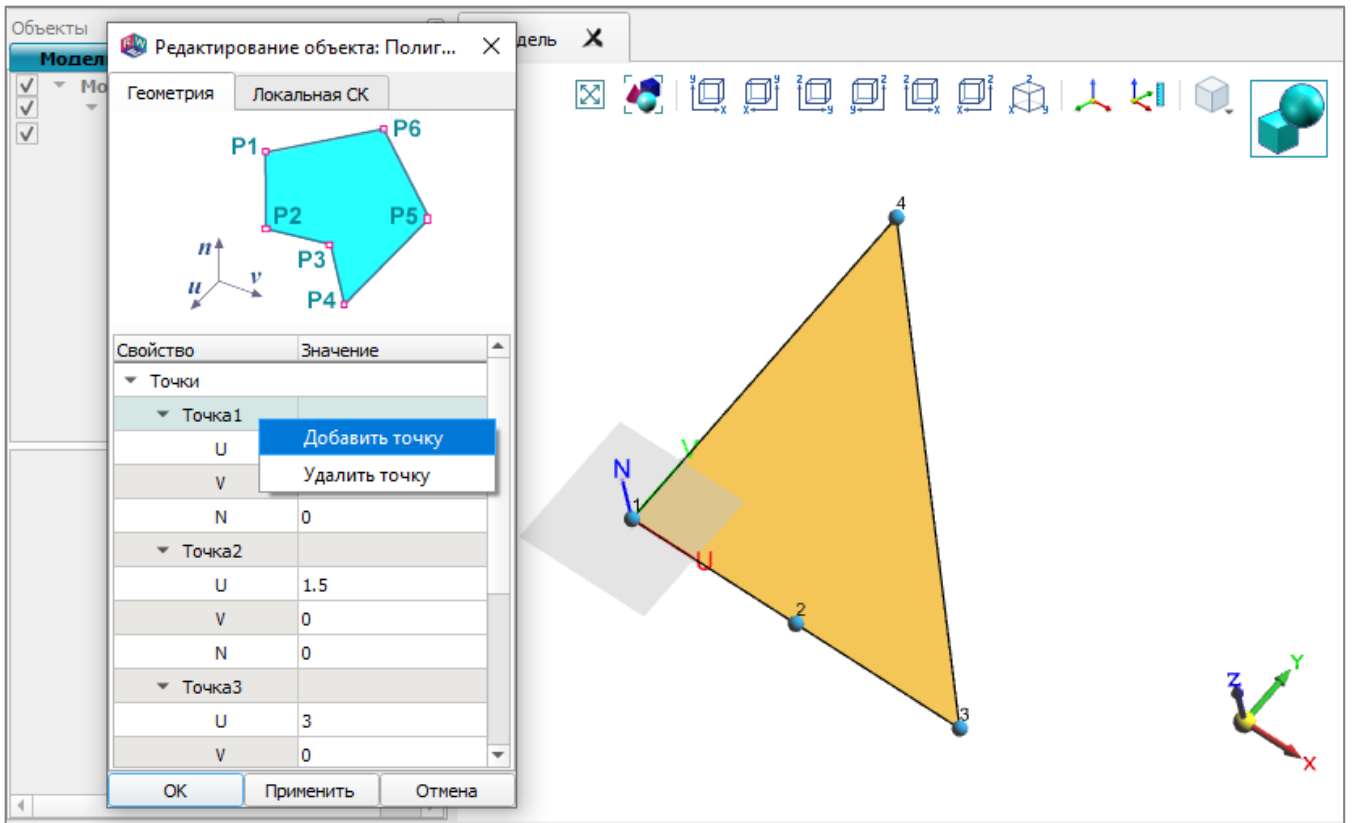 Объекты
Модел
Мо
дель
Редактирование объекта: Полиг...
Геометрия
Локальная СК
P1
P6
P2
P5
P3
P4
n
u
v
Свойство
Значение
Точки
Точка1
U
V
N
0
Добавить точку
Удалить точку
Точка2
U
1.5
V
0
N
0
Точка3
U
3
V
0
OK
Применить
Отмена
y
x
y
x
z
y
z
y
z
x
z
x
z
x
y
4
V
N
1
U
2
3
Y
Z
X